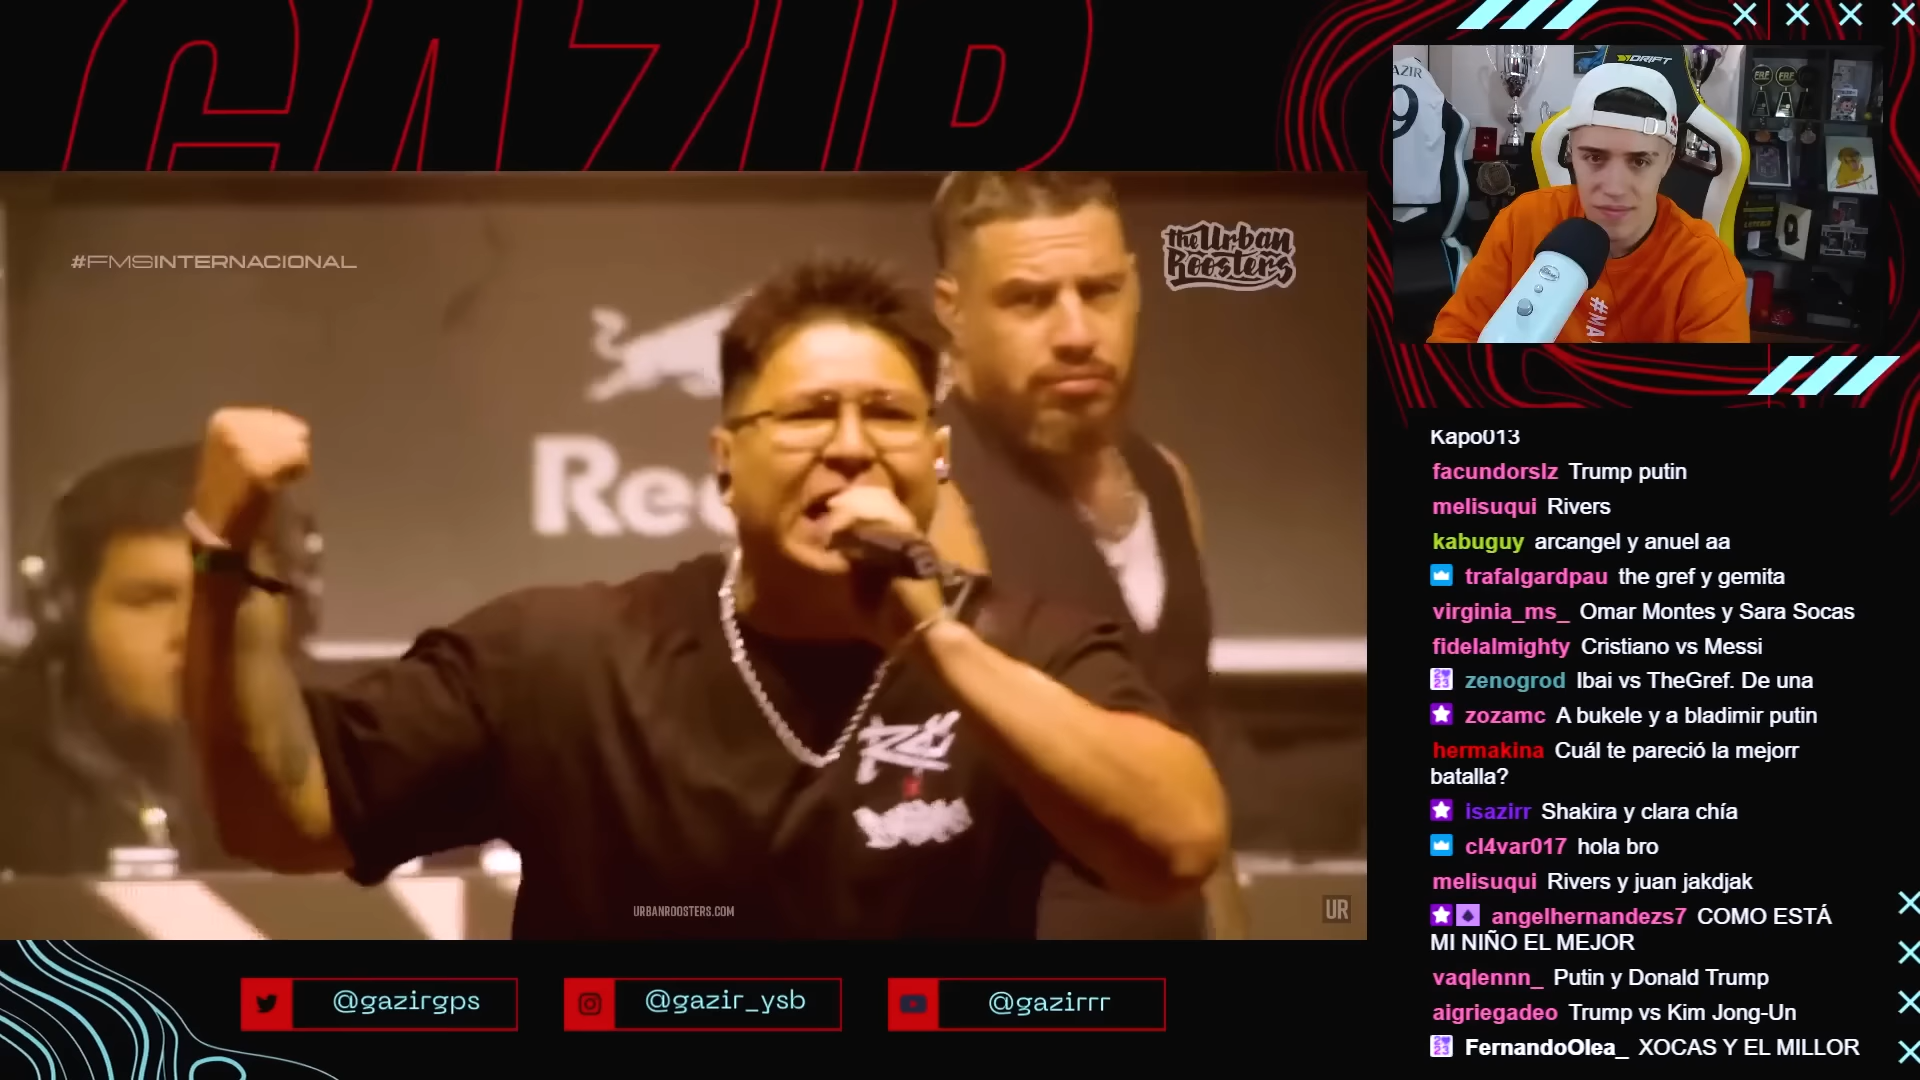 GAZIR
#FMSINTERNACIONAL
the Urban
Roosters
Red
URBANROOSTERS.COM
UR
@gazirgps
@gazir_ysb
@gazirrr
DRIFT
AZIR
9
#MA
Kapo013
facundorslz Trump putin
melisuqui Rivers
kabuguy arcangel y anuel aa
trafalgardpau the gref y gemita
virginia_ms_ Omar Montes y Sara Socas
fidelalmighty Cristiano vs Messi
zenogrod Ibai vs TheGref. De una
zozamc A bukele y a bladimir putin
hermakina Cuál te pareció la mejorr
batalla?
isazirr Shakira y clara chía
cl4var017 hola bro
melisuqui Rivers y juan jakdjak
angelhernandezs7 COMO ESTÁ
MI NIÑO EL MEJOR
vaqlennn_ Putin y Donald Trump
aigriegadeo Trump vs Kim Jong-Un
FernandoOlea_ XOCAS Y EL MILLOR